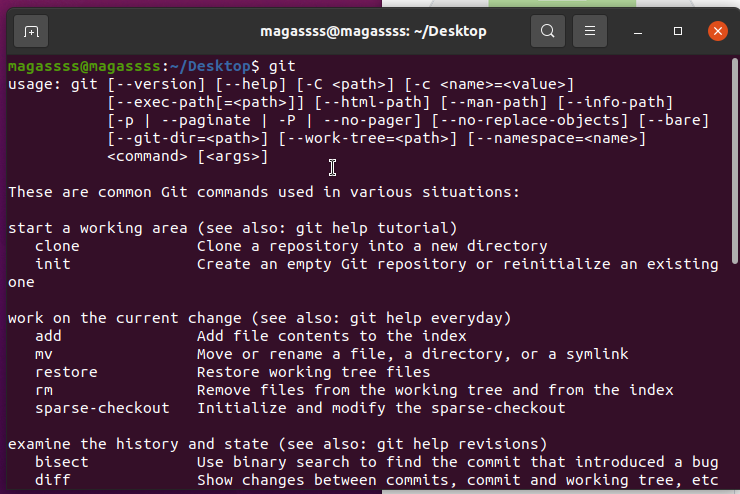 magassss@magassss: ~/Desktop
magassss@magassss:~/Desktop$ git
usage: git [--version] [--help] [-C <path>] [-c <name>=<value>]
[--exec-path[=<path>]] [--html-path] [--man-path] [--info-path]
[-p | --paginate | -P | --no-pager] [--no-replace-objects] [--bare]
[--git-dir=<path>] [--work-tree=<path>] [--namespace=<name>]
<command> [<args>]
These are common Git commands used in various situations:
start a working area (see also: git help tutorial)
clone Clone a repository into a new directory
init Create an empty Git repository or reinitialize an existing
one
work on the current change (see also: git help everyday)
add Add file contents to the index
mv Move or rename a file, a directory, or a symlink
restore Restore working tree files
rm Remove files from the working tree and from the index
sparse-checkout Initialize and modify the sparse-checkout
examine the history and state (see also: git help revisions)
bisect Use binary search to find the commit that introduced a bug
diff Show changes between commits, commit and working tree, etc